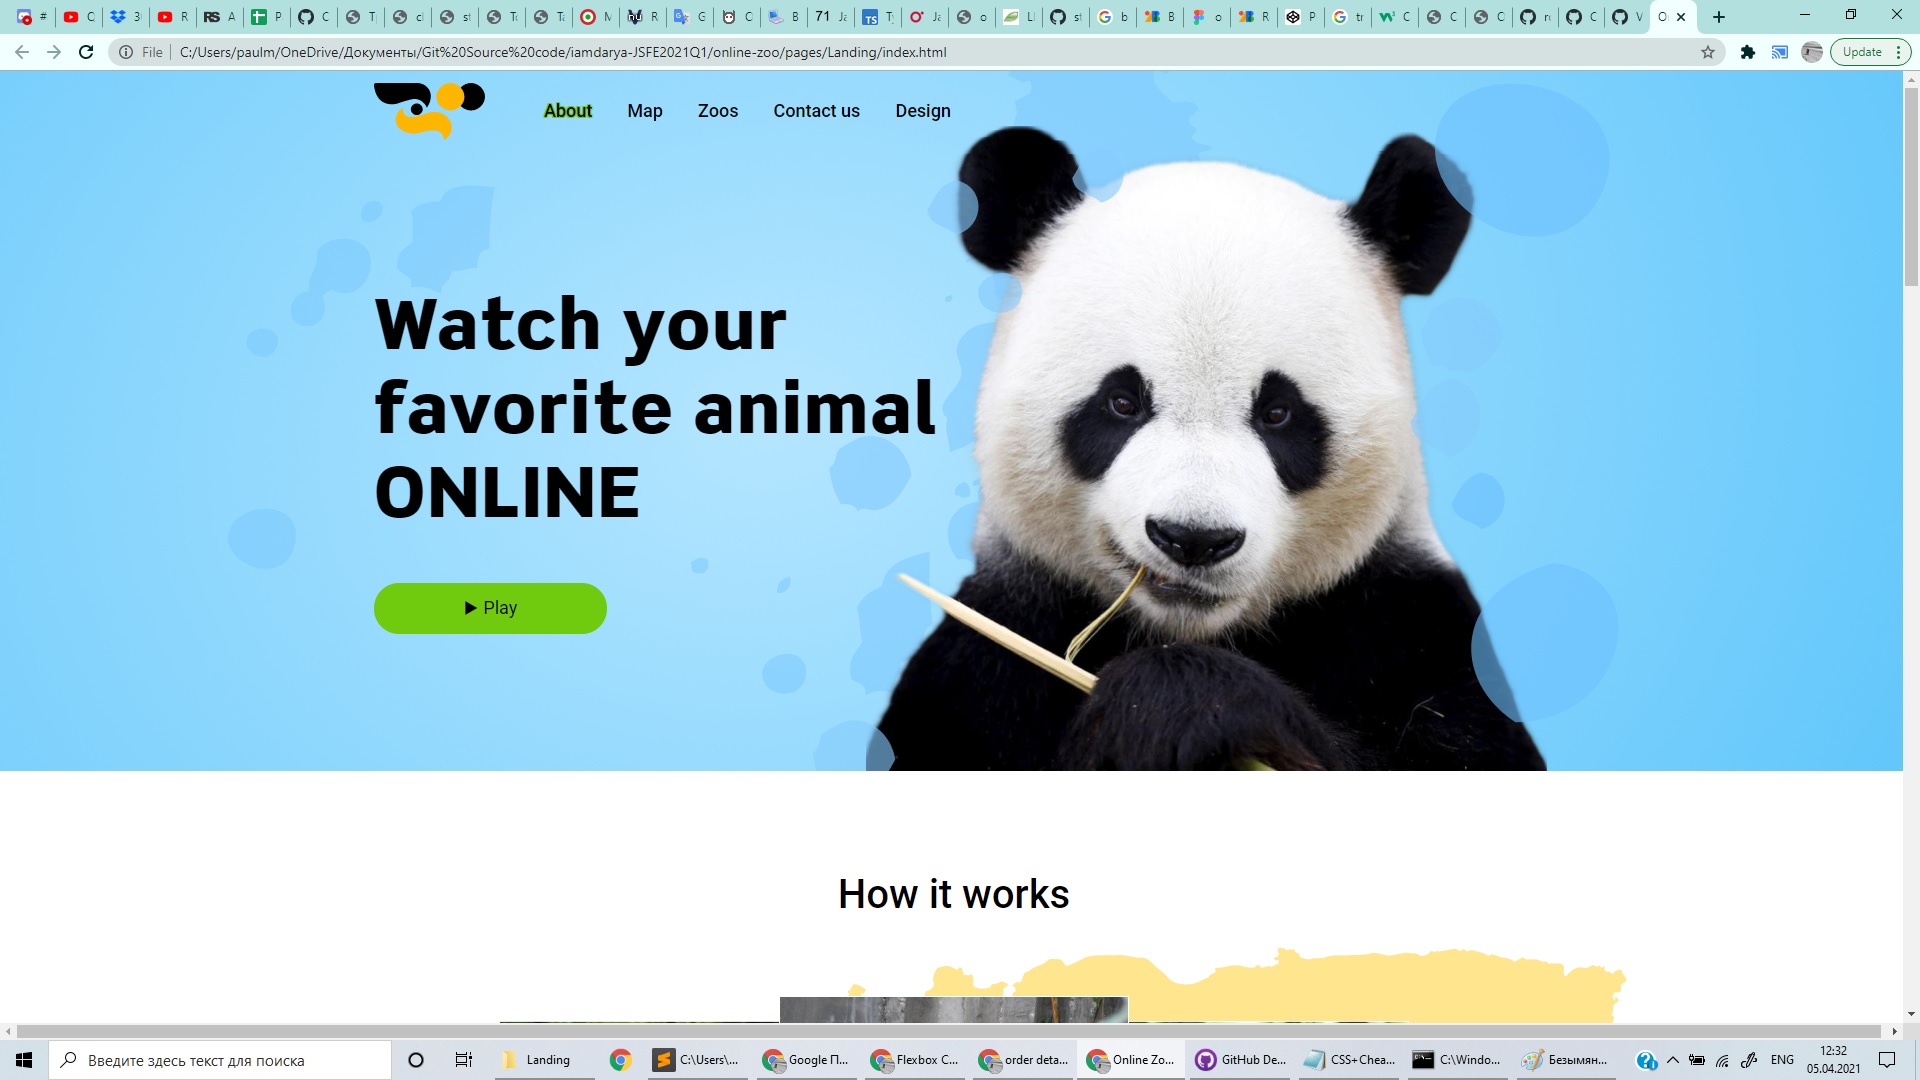 File
C:/Users/paulm/OneDrive/Документы/Git%20Source%20code/iamdarya-JSFE2021Q1/online-zoo/pages/Landing/index.html
Update
About
Map
Zoos
Contact us
Design
Watch your
favorite animal
ONLINE
Play
How it works
Введите здесь текст для поиска
Landing
C:\Users\...
Google П...
Flexbox C...
order deta...
Online Zo...
GitHub De...
CSS+Chea...
C:\Windo...
Безымян...
ENG
12:32
05.04.2021